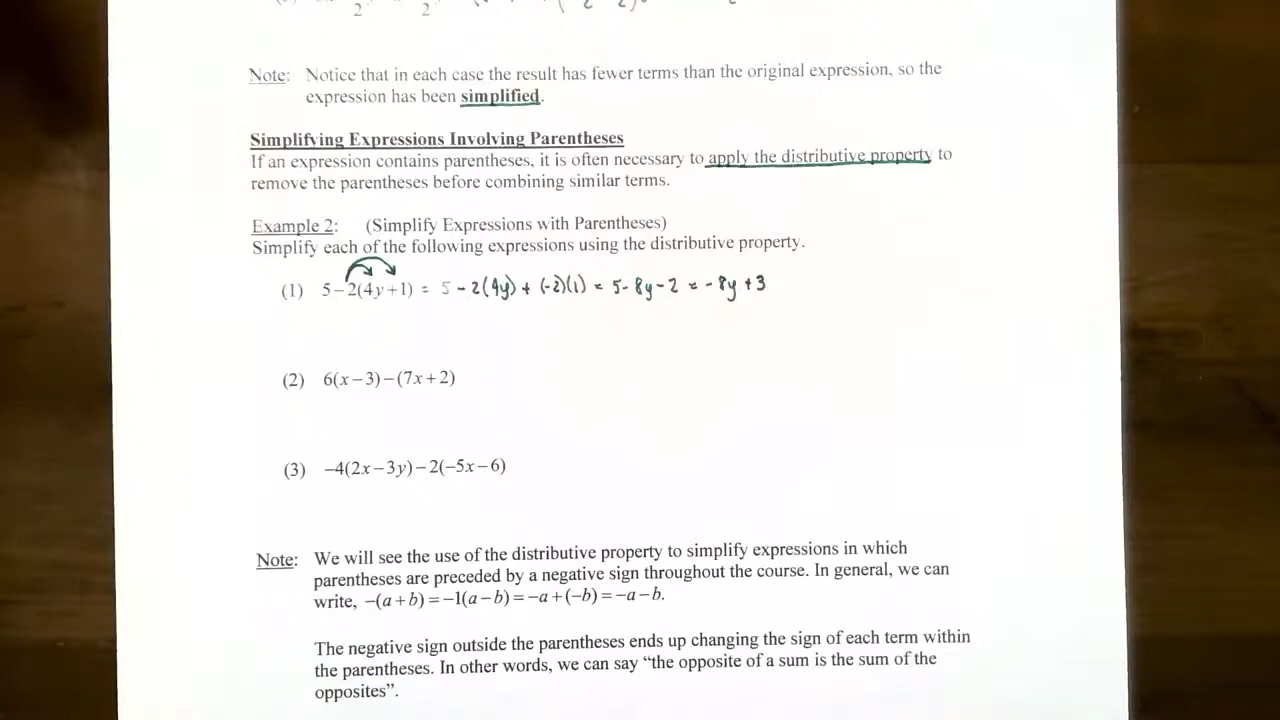 Note: Notice that in each case the result has fewer terms than the original expression, so the
expression has been simplified.
Simplifying Expressions Involving Parentheses
If an expression contains parentheses, it is often necessary to apply the distributive property to
remove the parentheses before combining similar terms.
Example 2: (Simplify Expressions with Parentheses)
Simplify each of the following expressions using the distributive property.
(1) 5−2(4y+1) = 5 - 2(4y) + (-2)(1) = 5 - 8y - 2 = - 8y + 3
(2) 6(x−3)−(7x+2)
(3) −4(2x−3y)−2(−5x−6)
Note: We will see the use of the distributive property to simplify expressions in which
parentheses are preceded by a negative sign throughout the course. In general, we can
write, −(a+b)=−1(a−b)=−a+(−b)=−a−b.
The negative sign outside the parentheses ends up changing the sign of each term within
the parentheses. In other words, we can say “the opposite of a sum is the sum of the
opposites”.